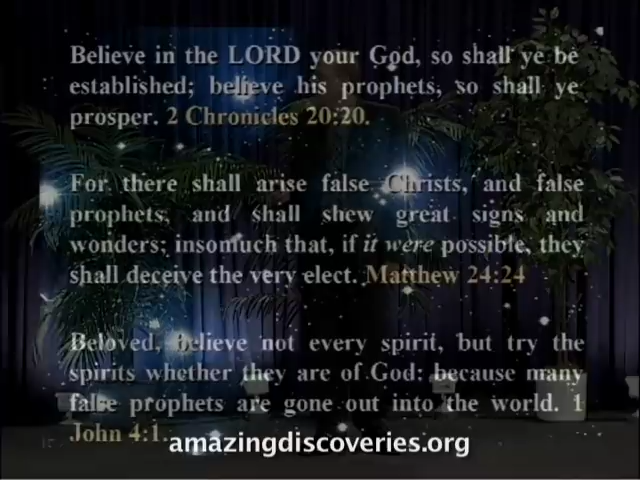 Believe in the LORD your God, so shall ye be
established; believe his prophets, so shall ye
prosper. 2 Chronicles 20:20.
For there shall arise false Christs, and false
prophets, and shall shew great signs and
wonders; insomuch that, if it were possible, they
shall deceive the very elect. Matthew 24:24
Beloved, believe not every spirit, but try the
spirits whether they are of God: because many
false prophets are gone out into the world. 1
John 4:1.
amazingdiscoveries.org